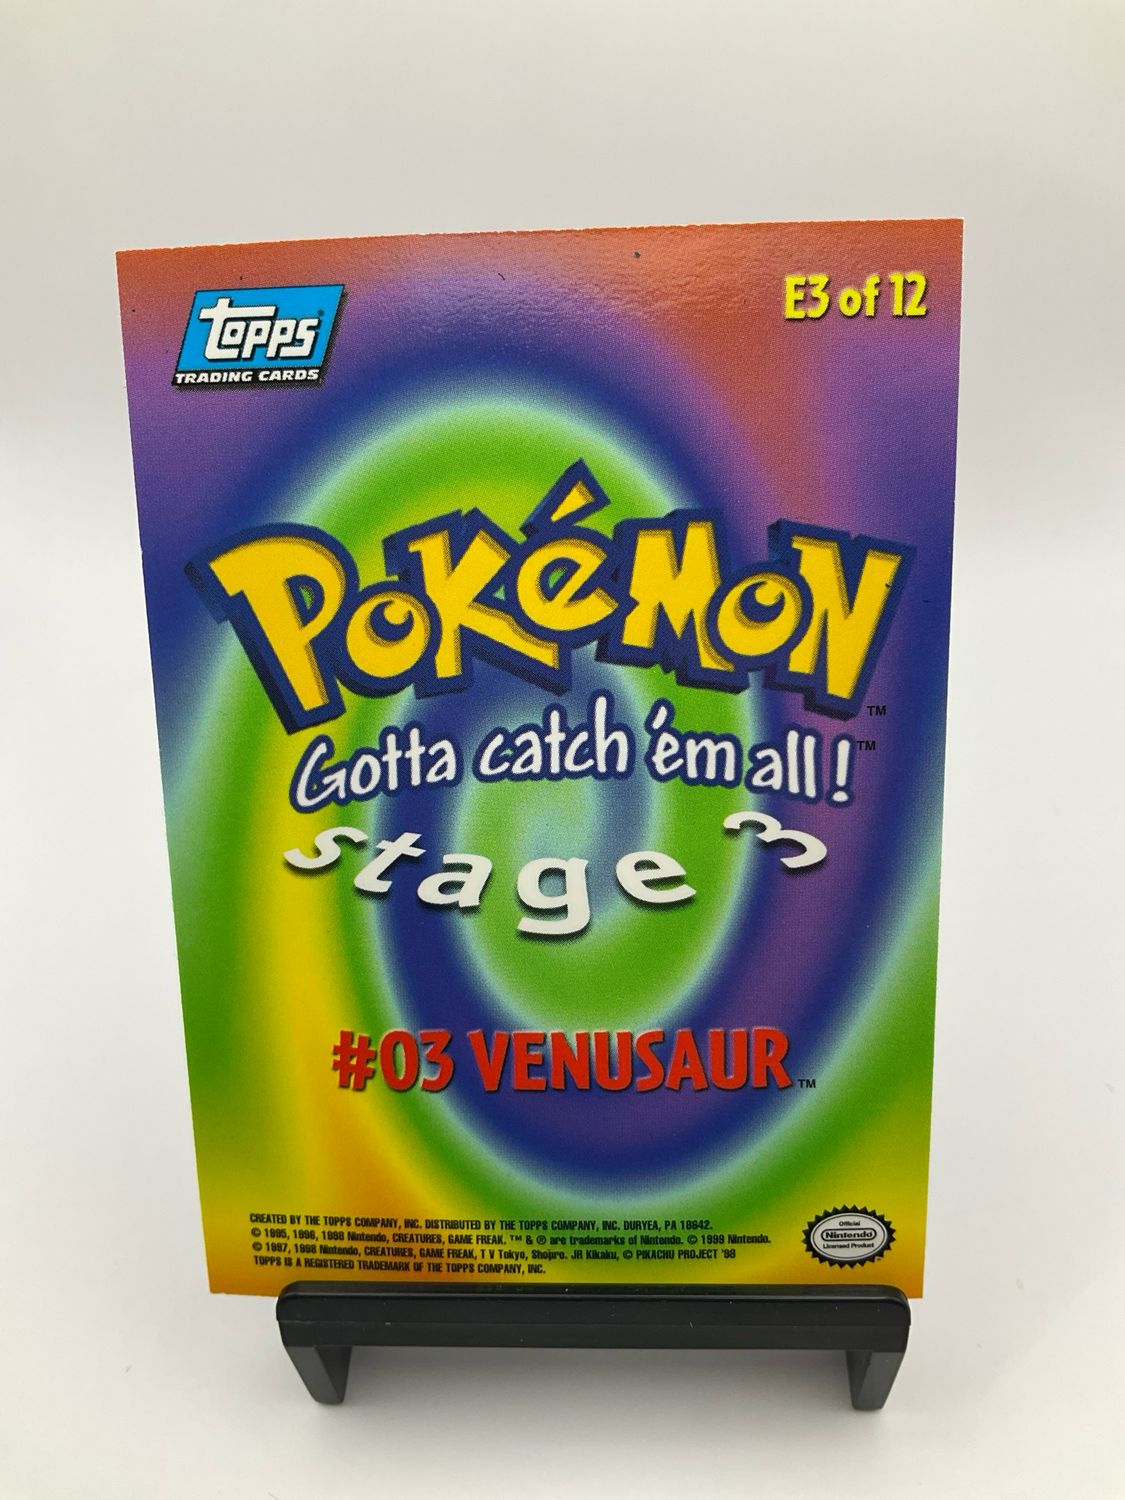 topps®
TRADING CARDS
E3 of 12
POKéMON™
Gotta catch 'em all!™
stage 3
#03 VENUSAUR™
CREATED BY THE TOPPS COMPANY, INC. DISTRIBUTED BY THE TOPPS COMPANY, INC. DURYEA, PA 18642.
© 1995, 1996, 1998 Nintendo, CREATURES, GAME FREAK. ™ & ® are trademarks of Nintendo. © 1999 Nintendo.
© 1997, 1998 Nintendo, CREATURES, GAME FREAK, T V Tokyo, Shopro. JR Kikaku, © PIKACHU PROJECT '98
TOPPS IS A REGISTERED TRADEMARK OF THE TOPPS COMPANY, INC.
Official
Nintendo
Licensed Product